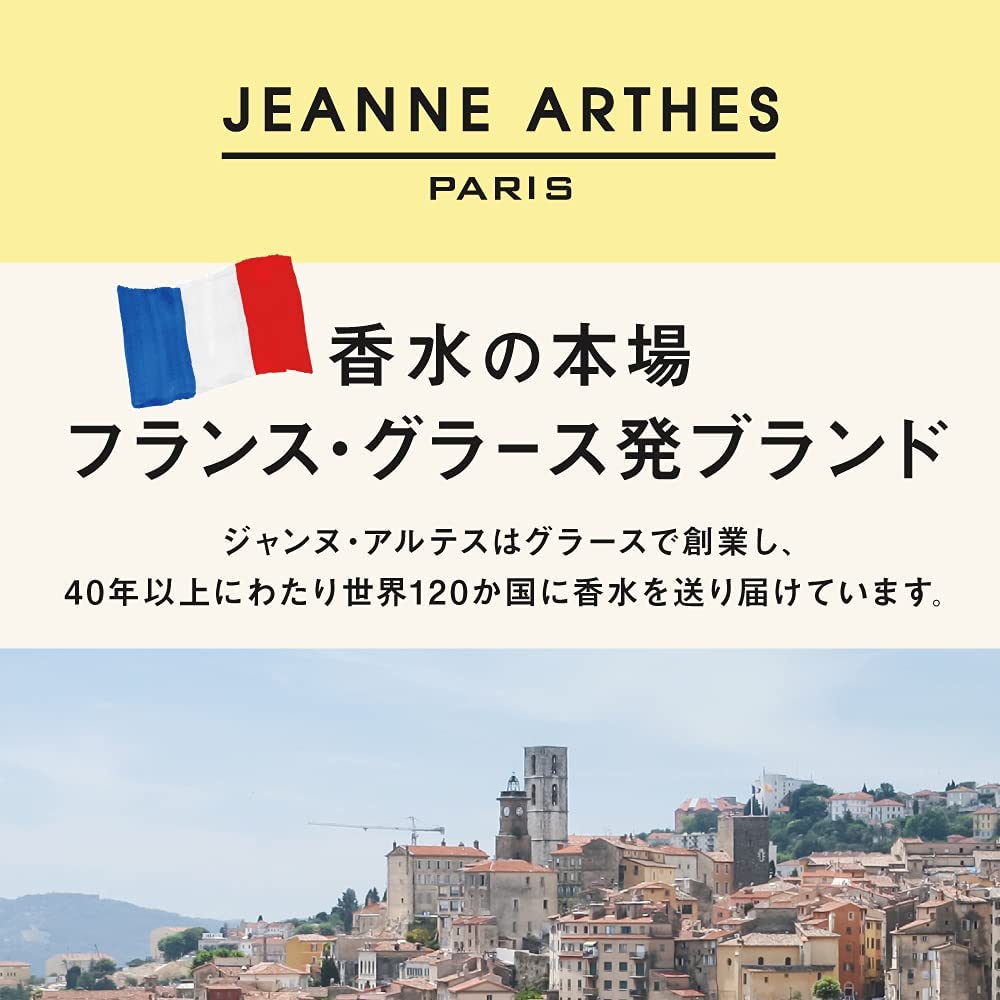 JEANNE ARTHES
PARIS
香水の本場
フランス・グラース発ブランド
ジャンヌ・アルテスはグラースで創業し、
40年以上にわたり世界120か国に香水を送り届けています。